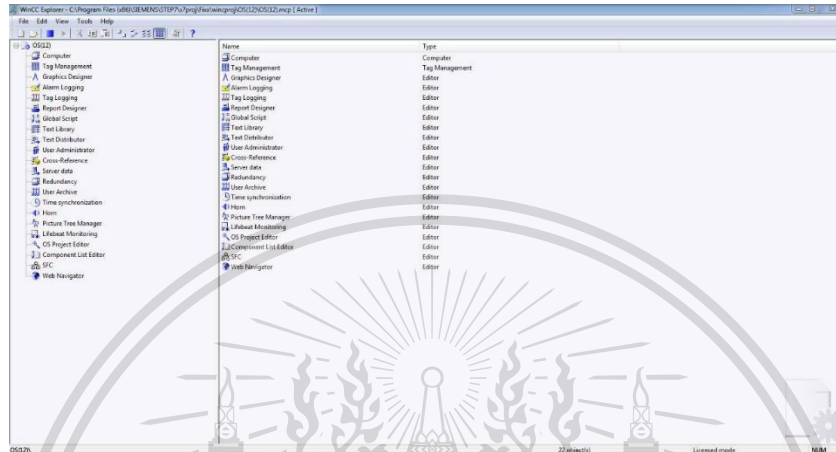 WinCC Explorer - C:\Program Files (x86)\SIEMENS\STEP7\s7proj\Foo\wincproj\OS(12)\OS(12).mcp [ Active ]
File Edit View Tools Help
OS(12)
Computer
Tag Management
Graphics Designer
Alarm Logging
Tag Logging
Report Designer
Global Script
Text Library
Text Distributor
User Administrator
Cross-Reference
Server data
Redundancy
User Archive
Time synchronization
Horn
Picture Tree Manager
Lifebeat Monitoring
OS Project Editor
Component List Editor
SFC
Web Navigator
Name Type
Computer Computer
Tag Management Tag Management
Graphics Designer Editor
Alarm Logging Editor
Tag Logging Editor
Report Designer Editor
Global Script Editor
Text Library Editor
Text Distributor Editor
User Administrator Editor
Cross-Reference Editor
Server data Editor
Redundancy Editor
User Archive Editor
Time synchronization Editor
Horn Editor
Picture Tree Manager Editor
Lifebeat Monitoring Editor
OS Project Editor Editor
Component List Editor Editor
SFC Editor
Web Navigator Editor
OS(12)\ 22 object(s) Licensed mode NUM